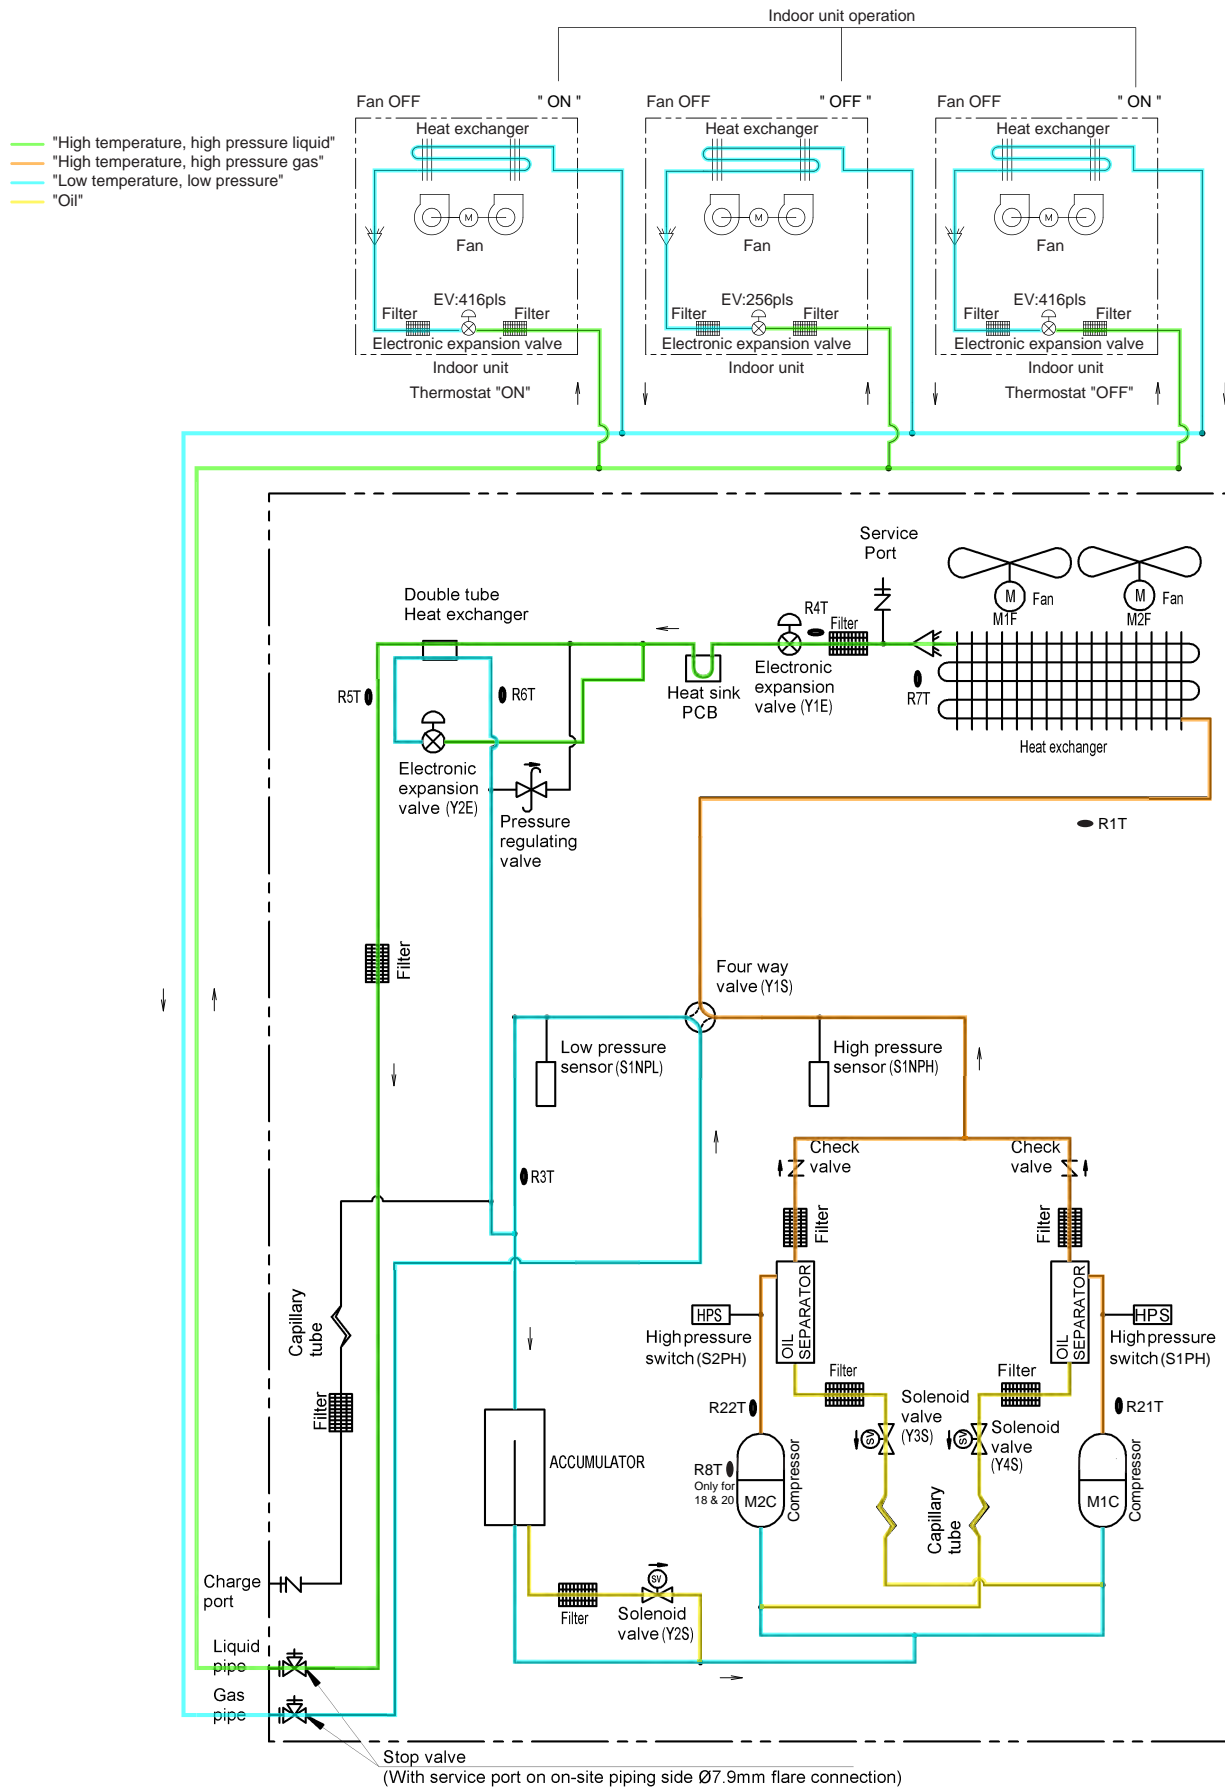 Indoor unit operation
Fan OFF " ON "
Fan OFF " OFF "
Fan OFF " ON "
"High temperature, high pressure liquid"
"High temperature, high pressure gas"
"Low temperature, low pressure"
"Oil"
Heat exchanger
Heat exchanger
Heat exchanger
M
M
M
Fan
Fan
Fan
EV:416pls
EV:256pls
EV:416pls
Filter Filter
Filter Filter
Filter Filter
Electronic expansion valve
Electronic expansion valve
Electronic expansion valve
Indoor unit
Indoor unit
Indoor unit
Thermostat "ON"
Thermostat "OFF"
Service
Port
Double tube
Heat exchanger
R4T
Filter
M
Fan
M1F
M
Fan
M2F
R5T
R6T
Heat sink
PCB
Electronic
expansion
valve (Y1E)
R7T
Heat exchanger
Electronic
expansion
valve (Y2E)
Pressure
regulating
valve
R1T
Filter
Four way
valve (Y1S)
Low pressure
sensor (S1NPL)
High pressure
sensor (S1NPH)
Check
valve
Check
valve
R3T
Filter
Filter
Capillary
tube
OIL
SEPARATOR
OIL
SEPARATOR
HPS
High pressure
switch (S2PH)
HPS
High pressure
switch (S1PH)
Filter
Filter
Filter
R22T
Solenoid
valve
(Y3S)
SV
SV
Solenoid
valve
(Y4S)
R21T
ACCUMULATOR
R8T
Only for
18 & 20
M2C
Compressor
M1C
Compressor
Capillary
tube
Charge
port
SV
Filter
Solenoid
valve (Y2S)
Liquid
pipe
Gas
pipe
Stop valve
(With service port on on-site piping side Ø7.9mm flare connection)